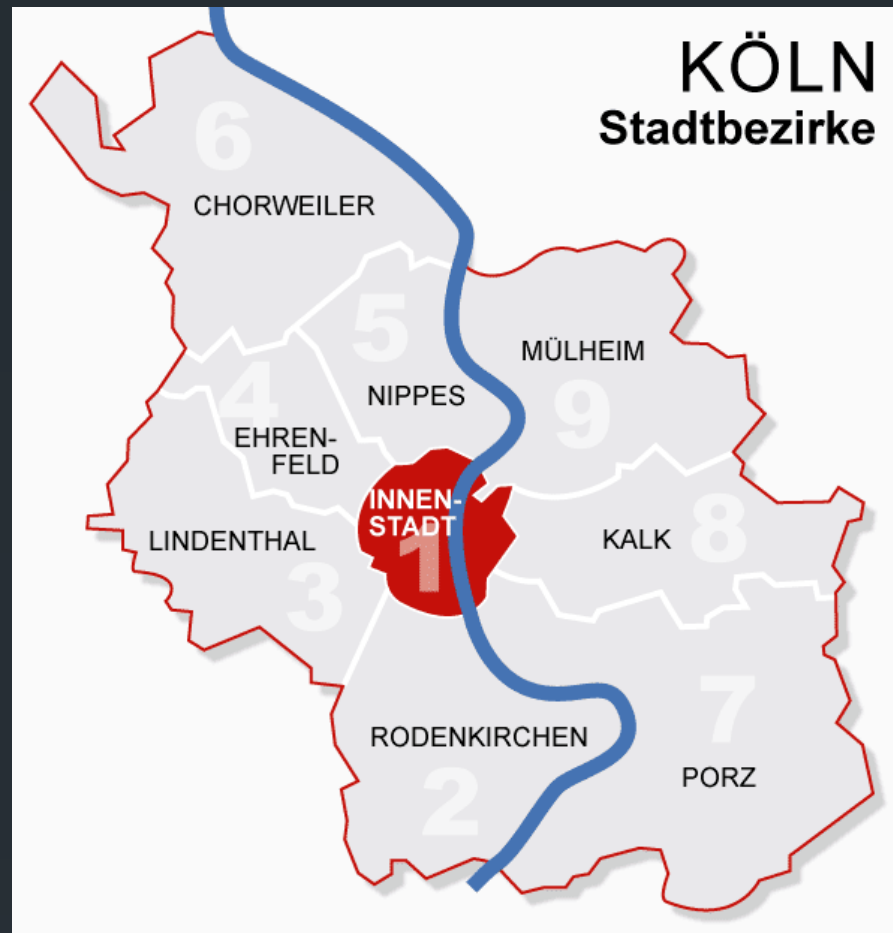 KÖLN
Stadtbezirke
6
CHORWEILER
5
NIPPES
MÜLHEIM
9
4
EHREN-
FELD
INNEN-
STADT
1
LINDENTHAL
3
KALK
8
RODENKIRCHEN
2
7
PORZ